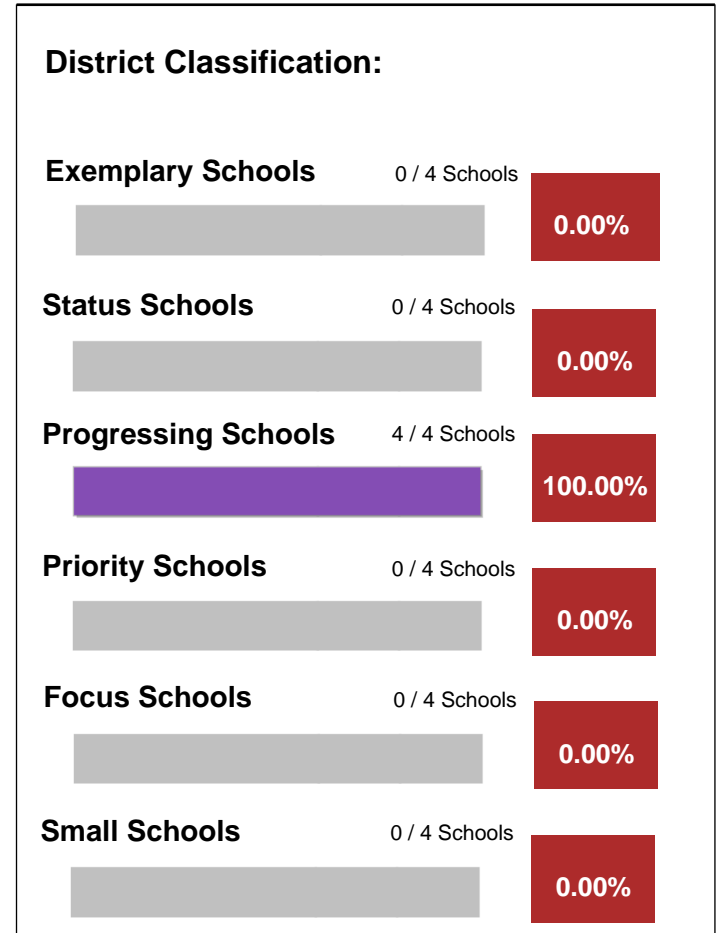 District Classification:
Exemplary Schools 0 / 4 Schools
0.00%
Status Schools 0 / 4 Schools
0.00%
Progressing Schools 4 / 4 Schools
100.00%
Priority Schools 0 / 4 Schools
0.00%
Focus Schools 0 / 4 Schools
0.00%
Small Schools 0 / 4 Schools
0.00%